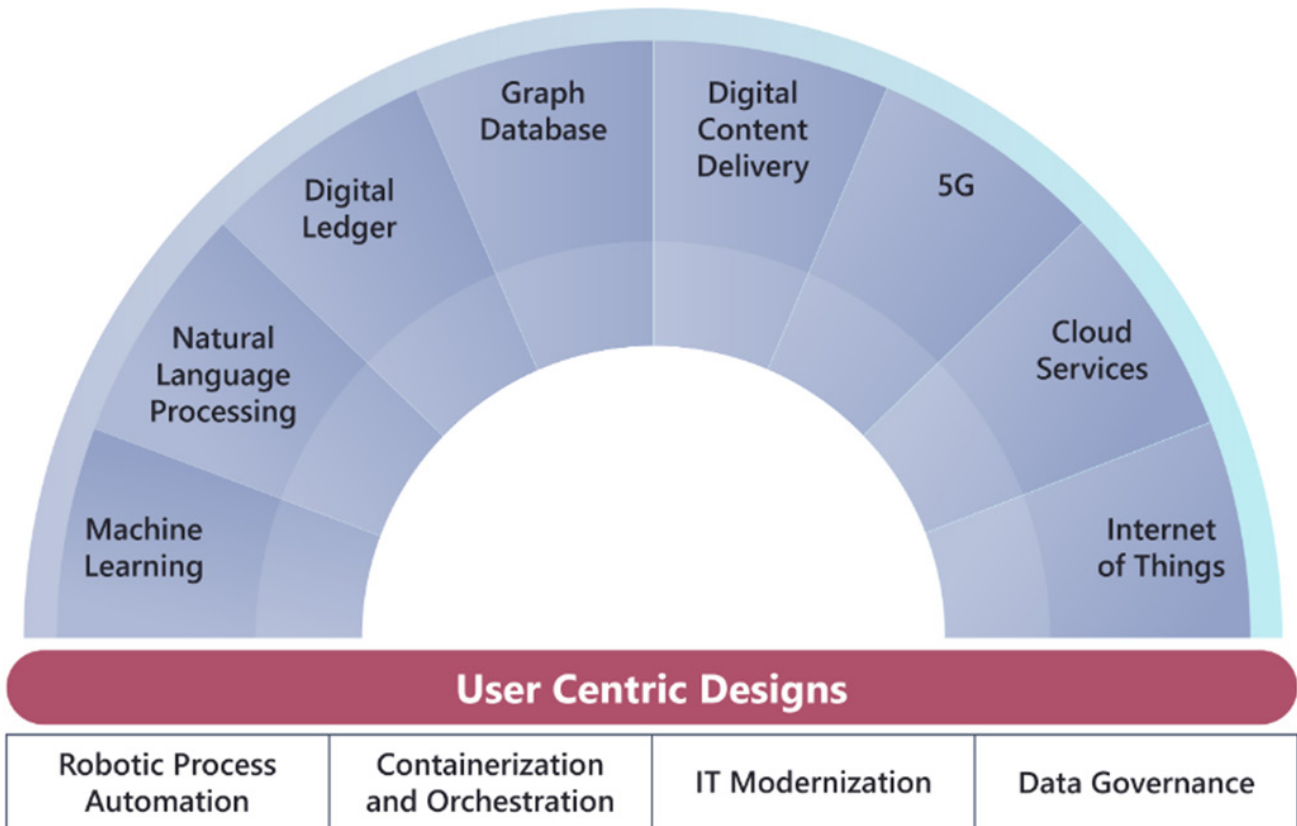 Graph
Database
Digital
Content
Delivery
Digital
Ledger
5G
Natural
Language
Processing
Cloud
Services
Machine
Learning
Internet
of Things
User Centric Designs
Robotic Process
Automation
Containerization
and Orchestration
IT Modernization
Data Governance